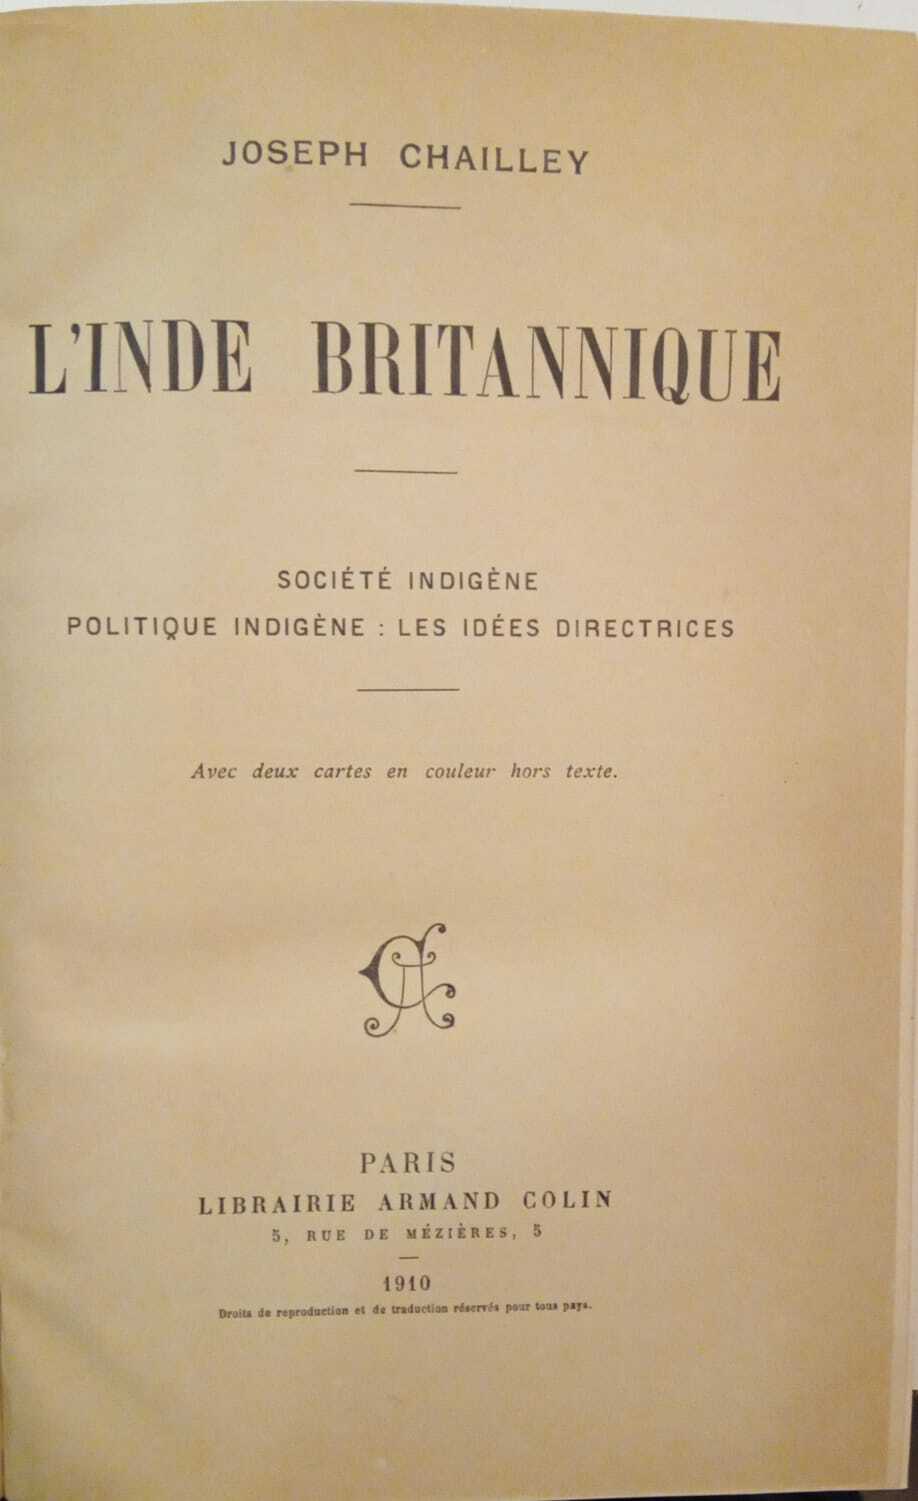 JOSEPH CHAILLEY
L'INDE BRITANNIQUE
SOCIÉTÉ INDIGÈNE
POLITIQUE INDIGÈNE : LES IDÉES DIRECTRICES
Avec deux cartes en couleur hors texte.
PARIS
LIBRAIRIE ARMAND COLIN
5, RUE DE MÉZIÈRES, 5
1910
Droits de reproduction et de traduction réservés pour tous pays.